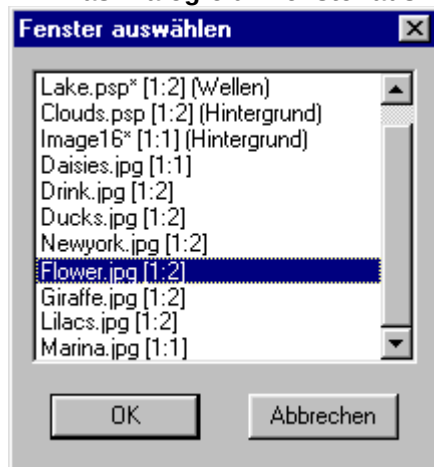 Fenster auswählen
Lake.psp* [1:2] (Wellen)
Clouds.psp [1:2] (Hintergrund)
Image16* [1:1] (Hintergrund)
Daisies.jpg [1:1]
Drink.jpg [1:2]
Ducks.jpg [1:2]
Newyork.jpg [1:2]
Flower.jpg [1:2]
Giraffe.jpg [1:2]
Lilacs.jpg [1:2]
Marina.jpg [1:1]
OK Abbrechen